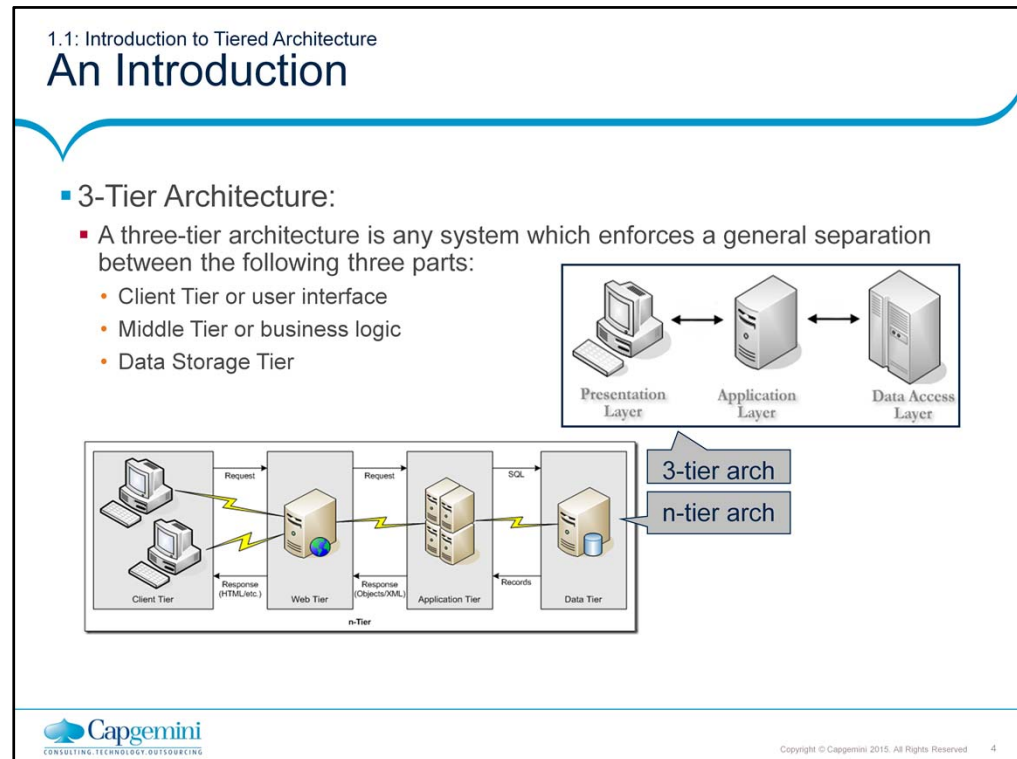 1.1: Introduction to Tiered Architecture
An Introduction
3-Tier Architecture:
A three-tier architecture is any system which enforces a general separation
between the following three parts:
Client Tier or user interface
Middle Tier or business logic
Data Storage Tier
Presentation
Layer
Application
Layer
Data Access
Layer
3-tier arch
n-tier arch
Request
Request
SQL
Response
(HTML/etc.)
Response
(Objects/XML)
Records
Client Tier
Web Tier
Application Tier
Data Tier
n-Tier
Capgemini
CONSULTING.TECHNOLOGY.OUTSOURCING
Copyright © Capgemini 2015. All Rights Reserved 4